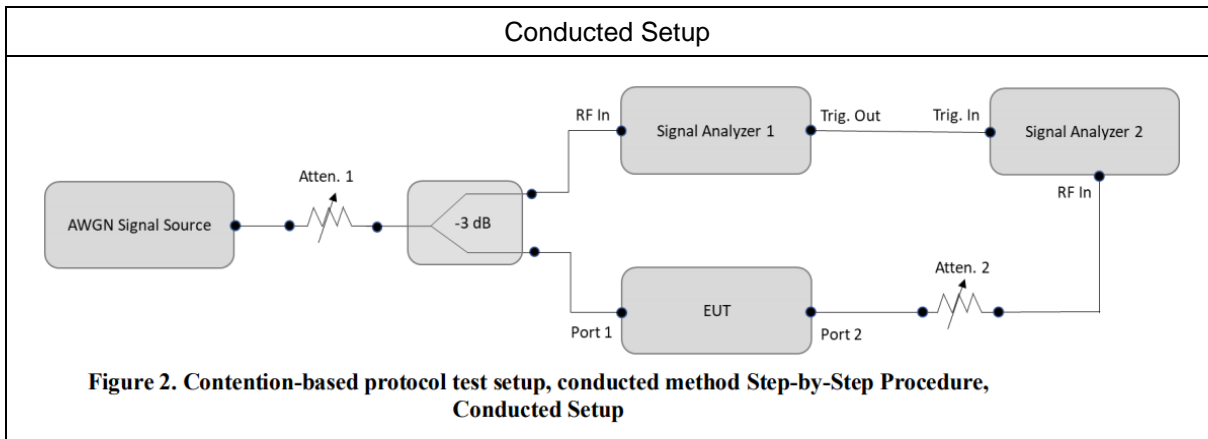 Conducted Setup
RF In
Signal Analyzer 1
Trig. Out
Trig. In
Signal Analyzer 2
RF In
Atten. 1
AWGN Signal Source
-3 dB
Atten. 2
EUT
Port 1
Port 2
Figure 2. Contention-based protocol test setup, conducted method Step-by-Step Procedure,
Conducted Setup